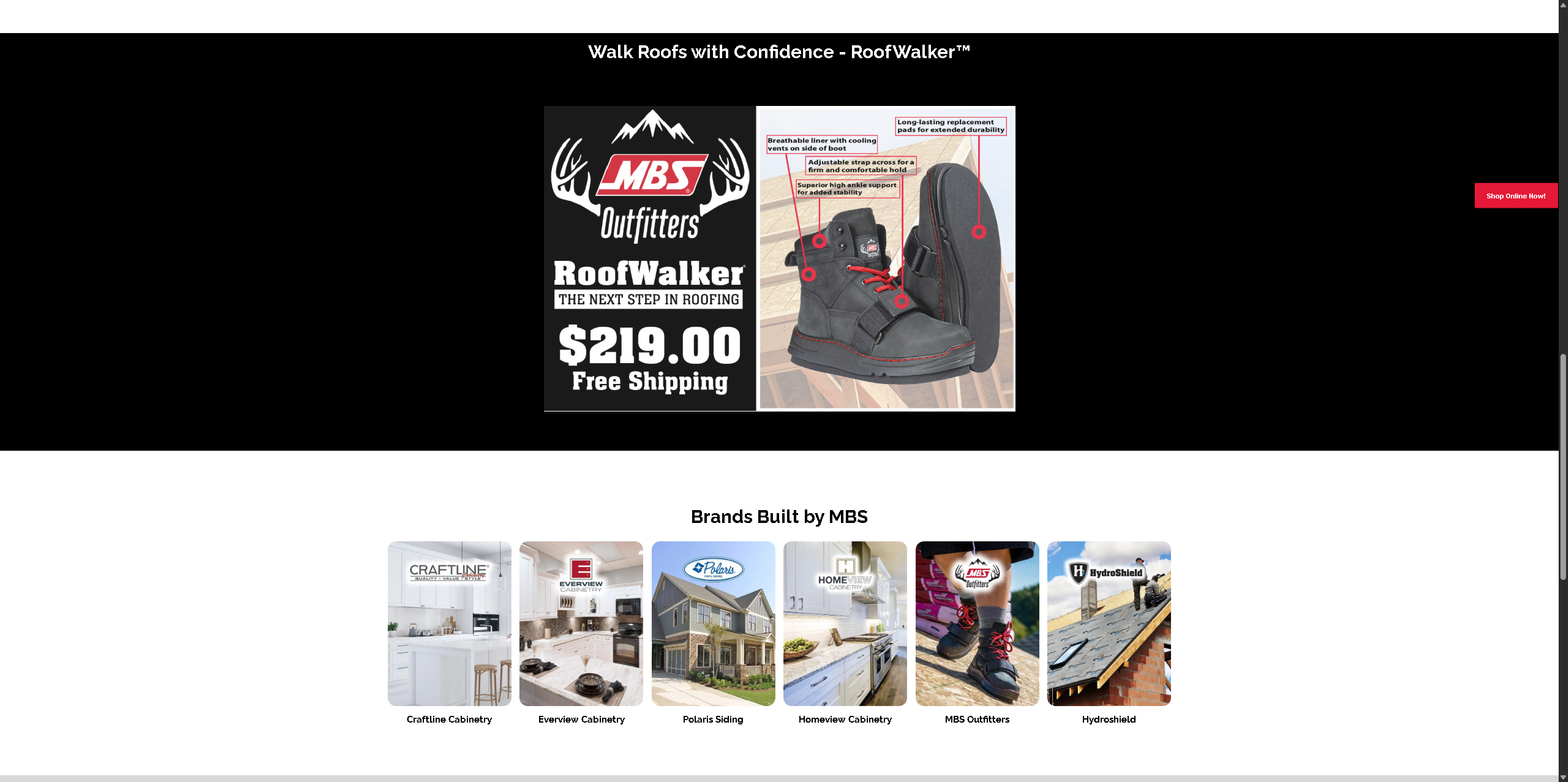 Walk Roofs with Confidence - RoofWalker™
MBS
Outfitters
RoofWalker
THE NEXT STEP IN ROOFING
$219.00
Free Shipping
Long-lasting replacement
pads for extended durability
Breathable liner with cooling
vents on side of boot
Adjustable strap across for a
firm and comfortable hold
Superior high ankle support
for added stability
MBS
Shop Online Now!
Brands Built by MBS
CRAFTLINE
QUALITY · VALUE · STYLE
E
EVERVIEW
CABINETRY
Polaris
H
HOMEVIEW
CABINETRY
MBS
Outfitters
H HydroShield
Craftline Cabinetry
Everview Cabinetry
Polaris Siding
Homeview Cabinetry
MBS Outfitters
Hydroshield